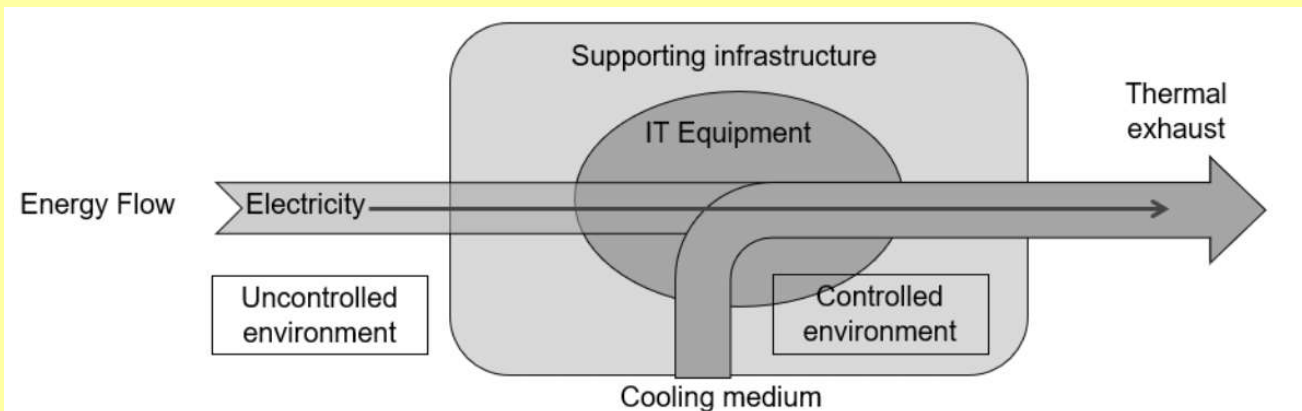 Supporting infrastructure
Thermal
exhaust
IT Equipment
Energy Flow
Electricity
Uncontrolled
environment
Controlled
environment
Cooling medium